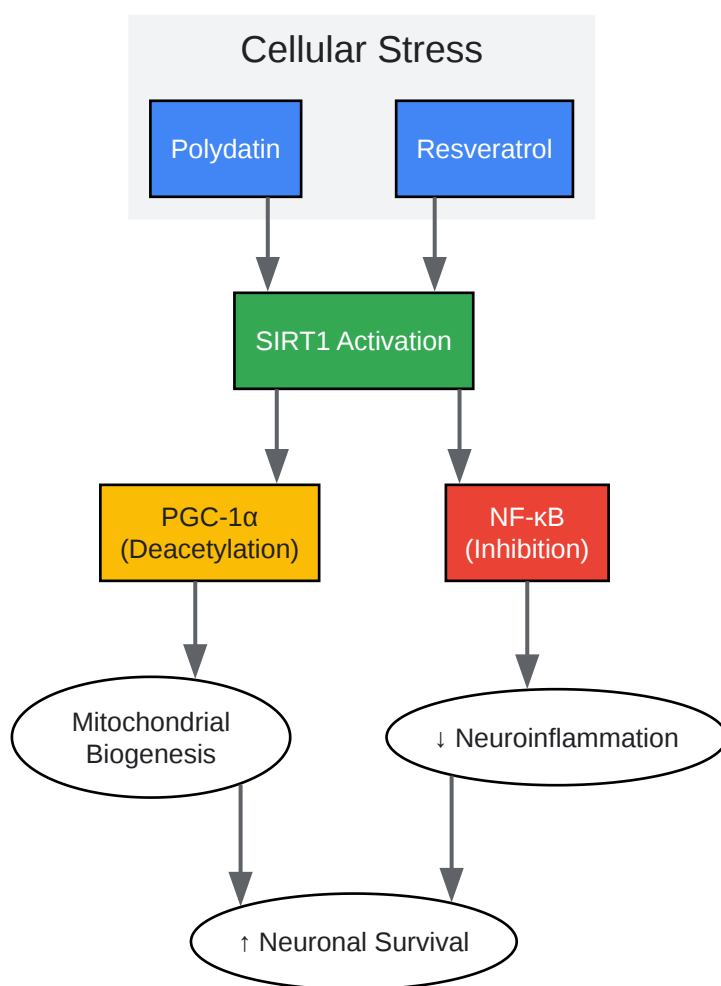 Cellular Stress
Polydatin
Resveratrol
SIRT1 Activation
PGC-1α
(Deacetylation)
NF-κB
(Inhibition)
Mitochondrial
Biogenesis
↓ Neuroinflammation
↑ Neuronal Survival